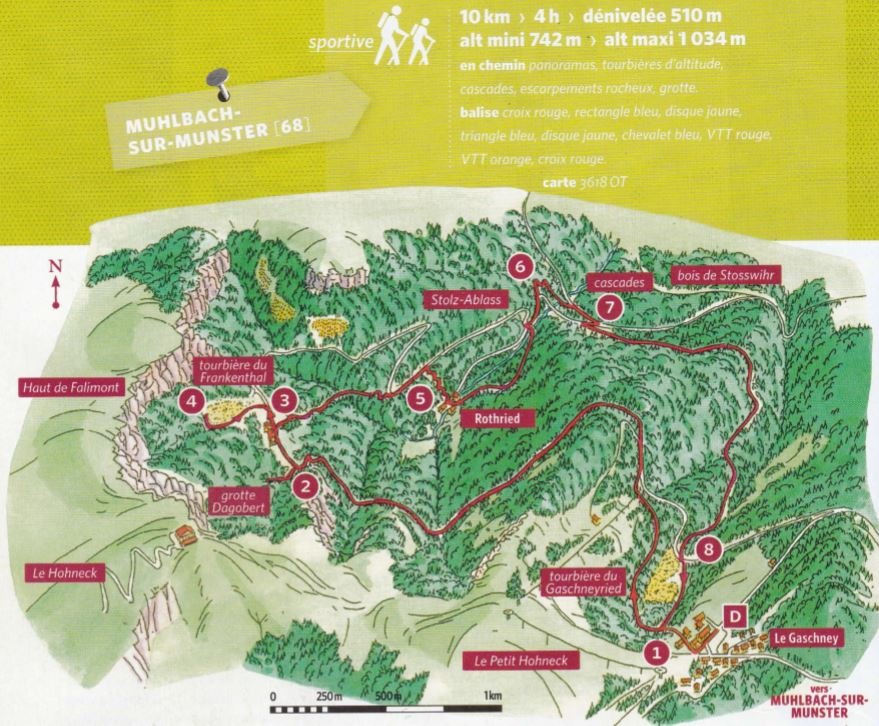 sportive
10 km › 4 h › dénivelée 510 m
alt mini 742 m › alt maxi 1 034 m
en chemin panoramas, tourbières d'altitude,
cascades, escarpements rocheux, grotte.
balise croix rouge, rectangle bleu, disque jaune,
triangle bleu, disque jaune, chevalet bleu, VTT rouge,
VTT orange, croix rouge.
carte 3618 OT
MUHLBACH-
SUR-MUNSTER [68]
N
6
cascades
bois de Stosswihr
Stolz-Ablass
7
tourbière du
Frankenthal
Haut de Falimont
4
3
5
Rothried
grotte
Dagobert
2
8
Le Hohneck
tourbière du
Gaschneyried
D
Le Gaschney
1
Le Petit Hohneck
vers
MUHLBACH-SUR-
MUNSTER
0 250 m 500 m 1 km